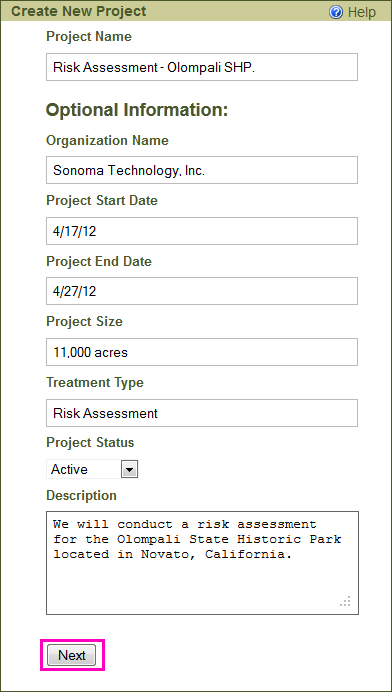 Create New Project
Help
Project Name
Risk Assessment - Olompali SHP.
Optional Information:
Organization Name
Sonoma Technology, Inc.
Project Start Date
4/17/12
Project End Date
4/27/12
Project Size
11,000 acres
Treatment Type
Risk Assessment
Project Status
Active
Description
We will conduct a risk assessment
for the Olompali State Historic Park
located in Novato, California.
Next